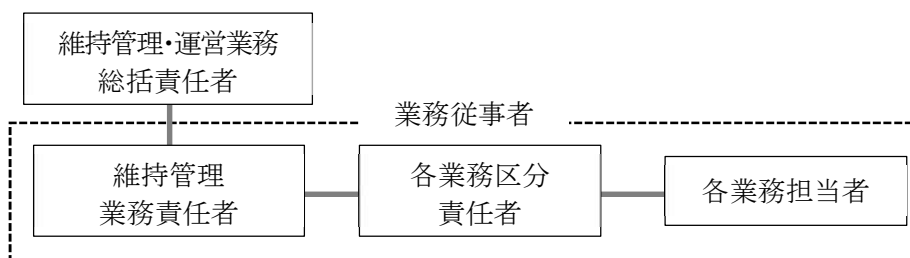 維持管理・運営業務
総括責任者
業務従事者
維持管理
業務責任者
各業務区分
責任者
各業務担当者